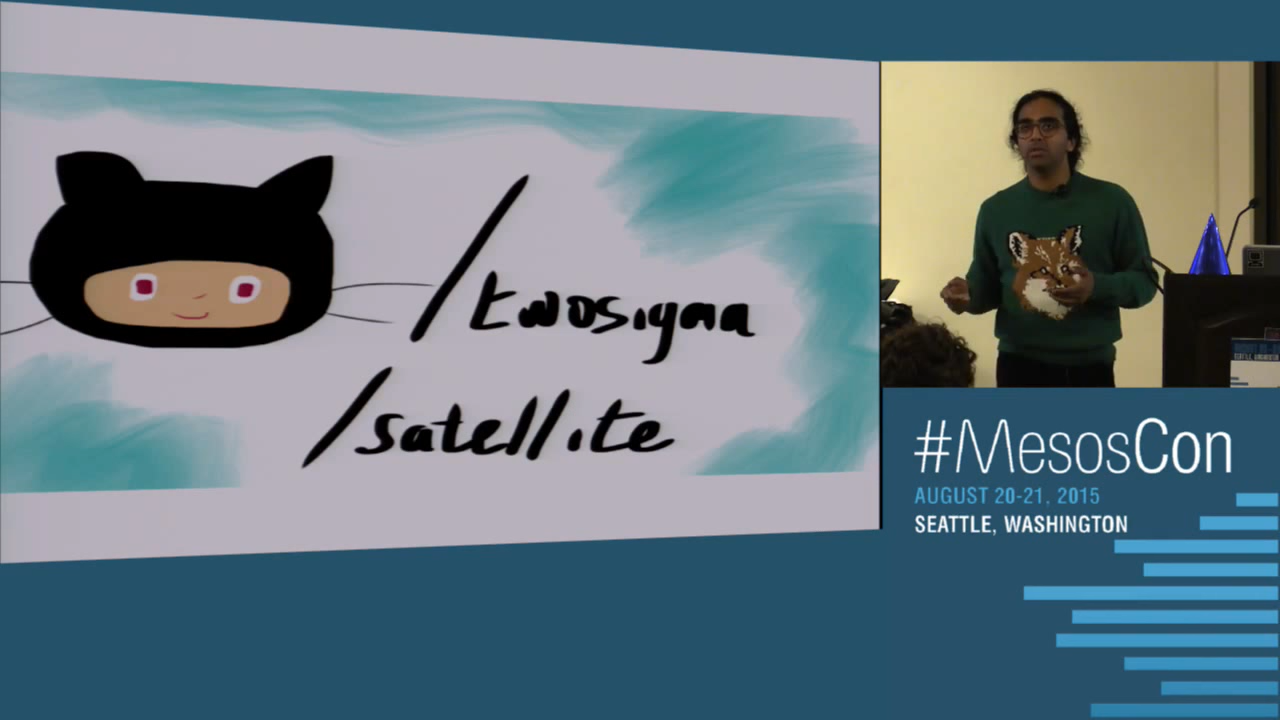 /twosigma
/satellite
#MesosCon
AUGUST 20-21, 2015
SEATTLE, WASHINGTON